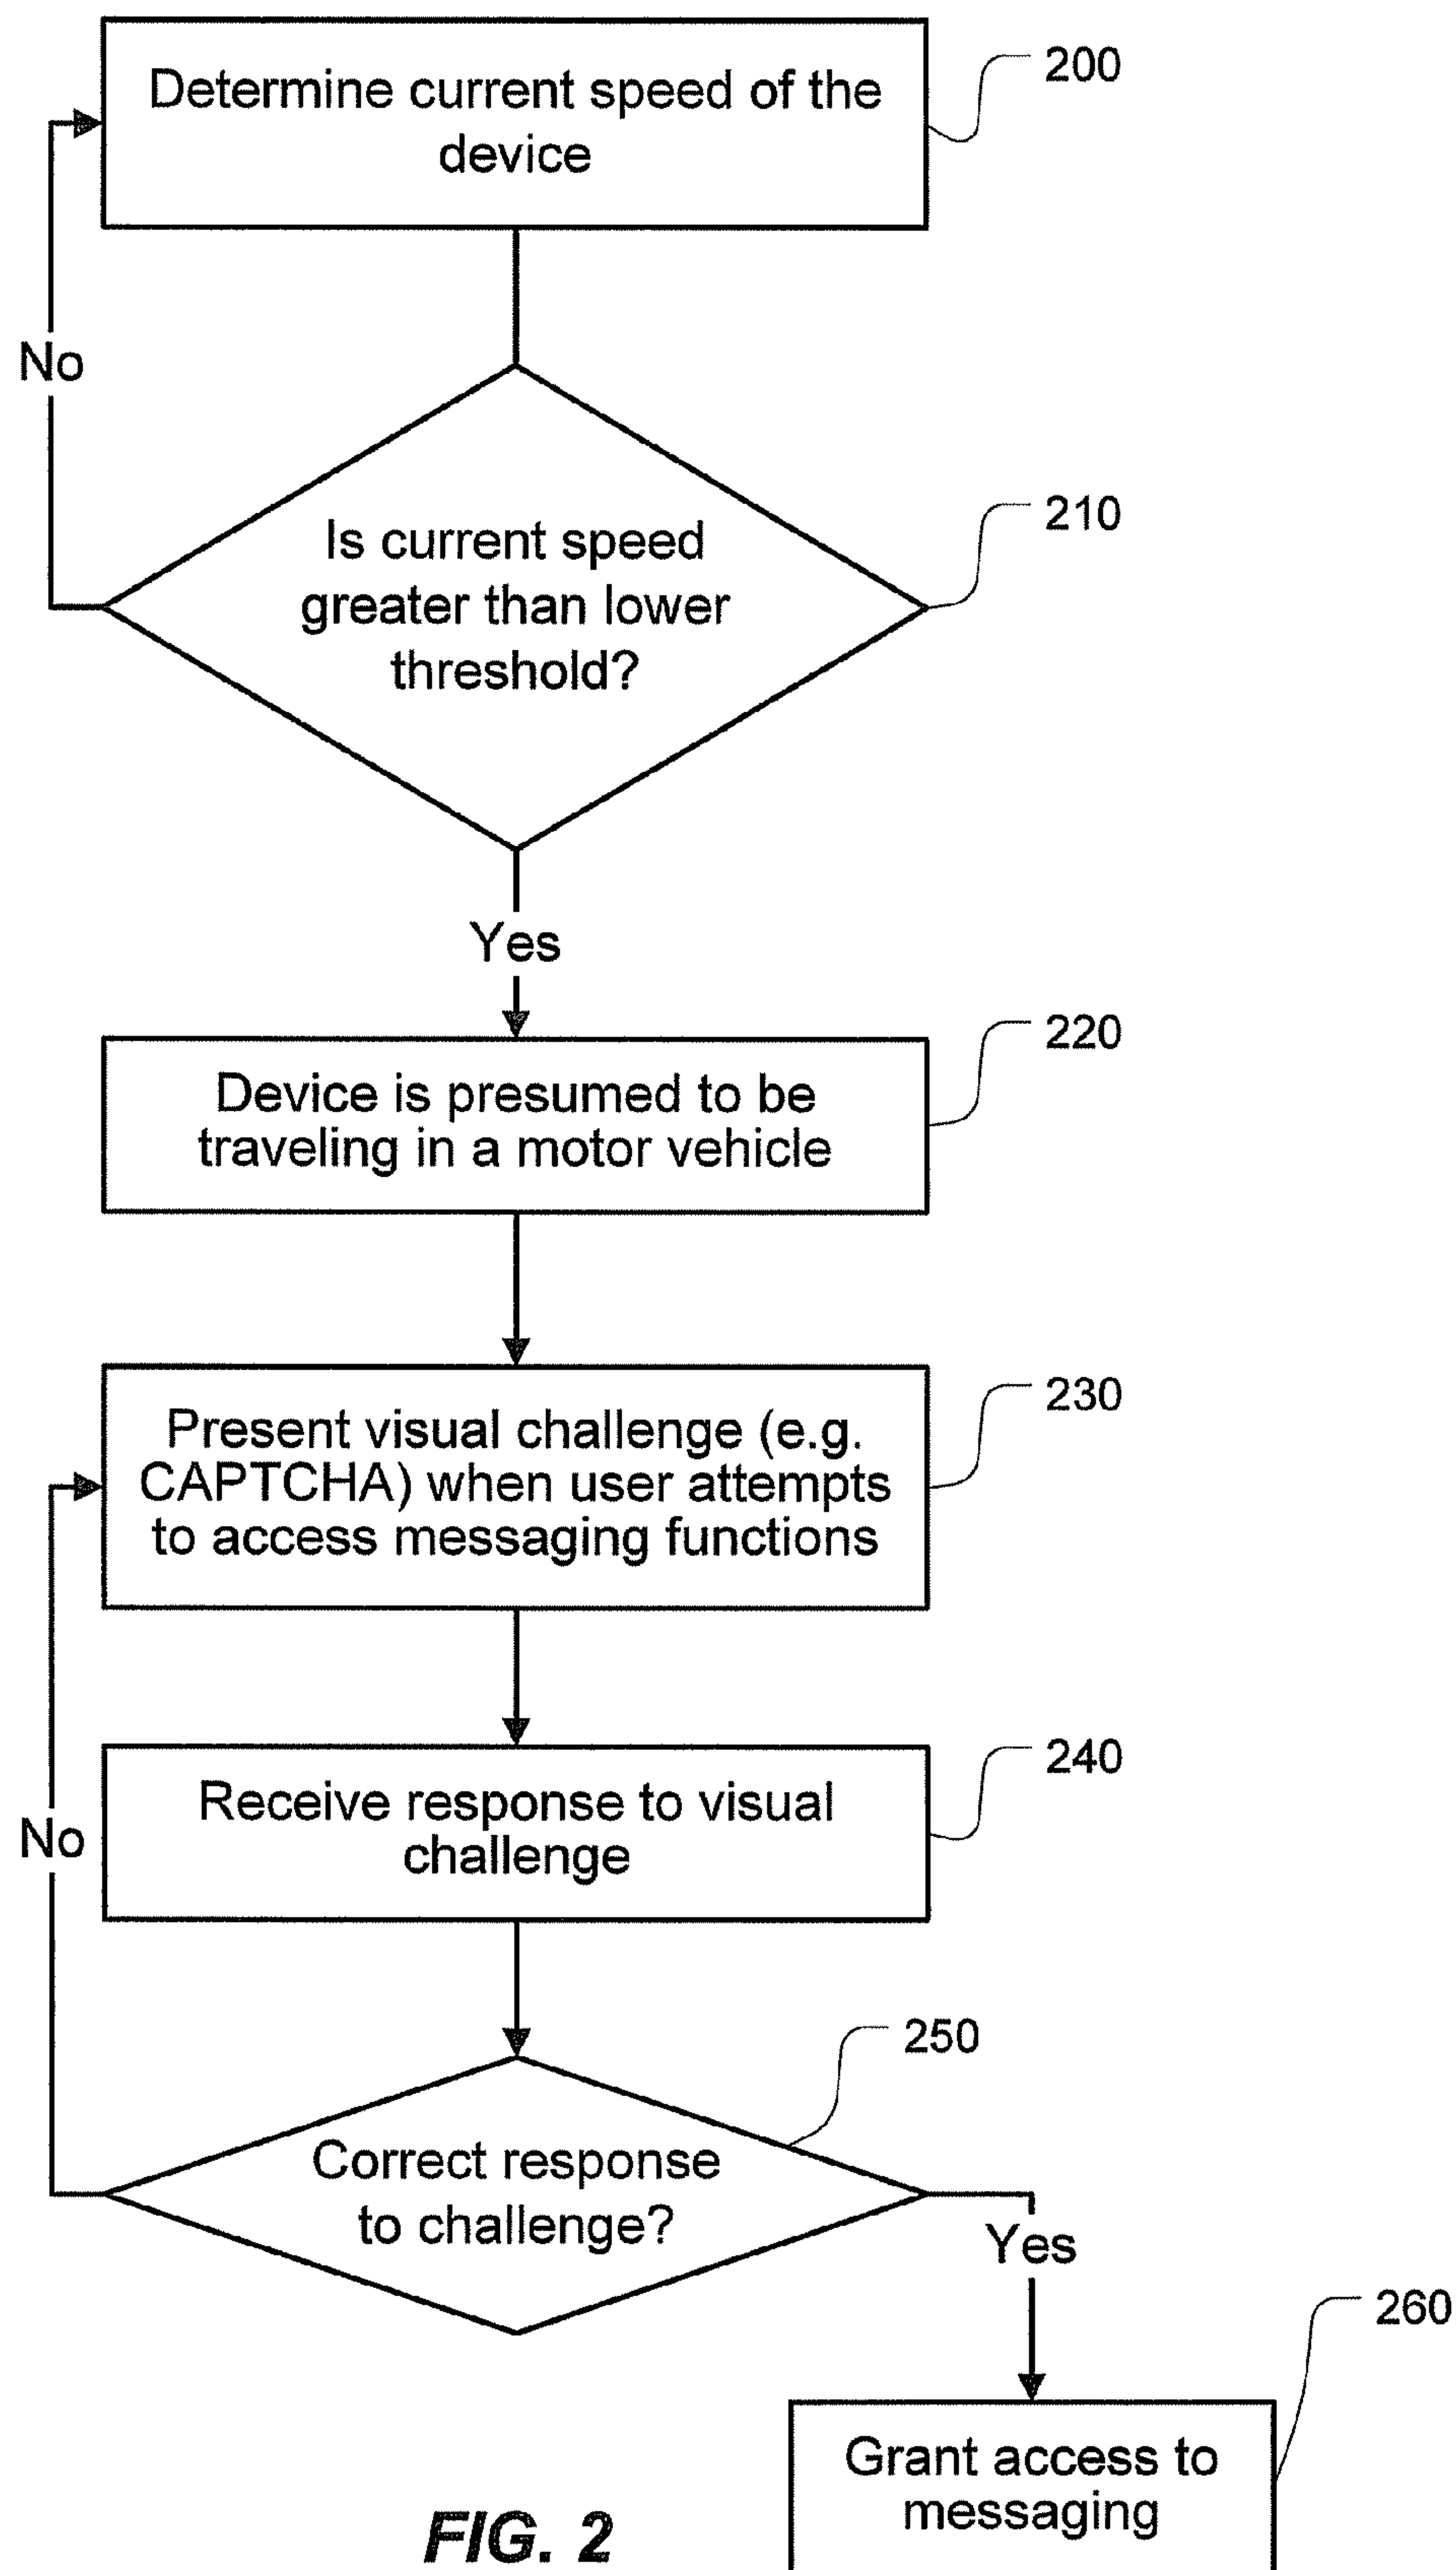 Determine current speed of the
device
200
No
Is current speed
greater than lower
threshold?
210
Yes
Device is presumed to be
traveling in a motor vehicle
220
Present visual challenge (e.g.
CAPTCHA) when user attempts
to access messaging functions
230
Receive response to visual
challenge
240
No
Correct response
to challenge?
250
Yes
Grant access to
messaging
260
FIG. 2